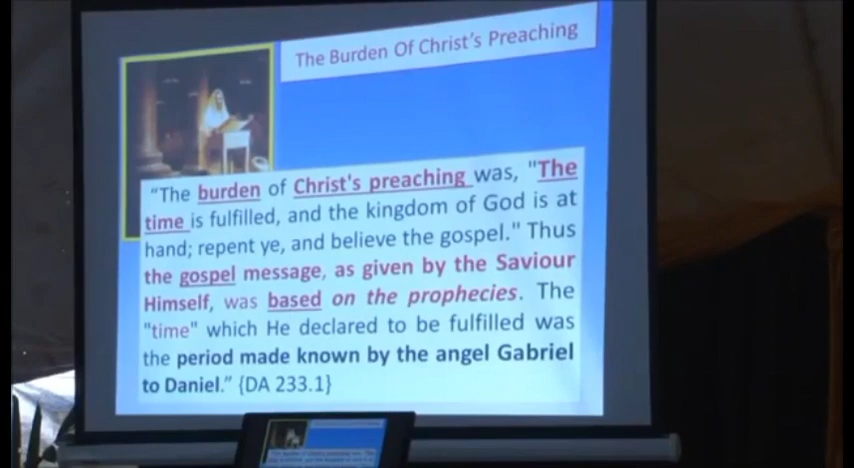 The Burden Of Christ's Preaching
"The burden of Christ's preaching was, "The
time is fulfilled, and the kingdom of God is at
hand; repent ye, and believe the gospel." Thus
the gospel message, as given by the Saviour
Himself, was based on the prophecies. The
"time" which He declared to be fulfilled was
the period made known by the angel Gabriel
to Daniel." {DA 233.1}